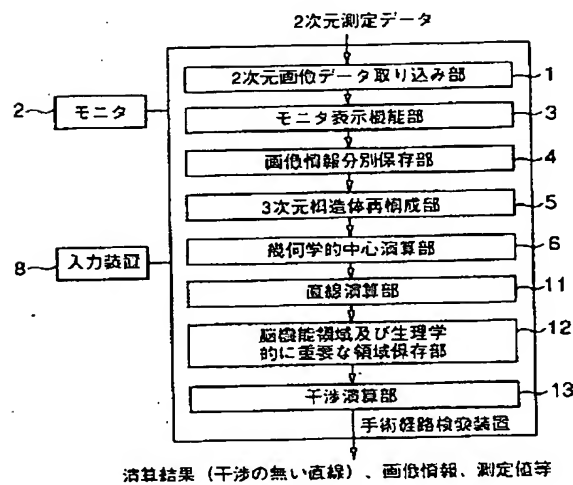 2次元測定データ
2次元画像データ取り込み部
1
2
モニタ
モニタ表示機能部
3
画像情報分別保存部
4
3次元構造体再構成部
5
8
入力装置
幾何学的中心演算部
6
直線演算部
11
脳機能領域及び生理学
的に重要な領域保存部
12
干渉演算部
13
手術経路検索装置
演算結果（干渉の無い直線）、画像情報、測定値等